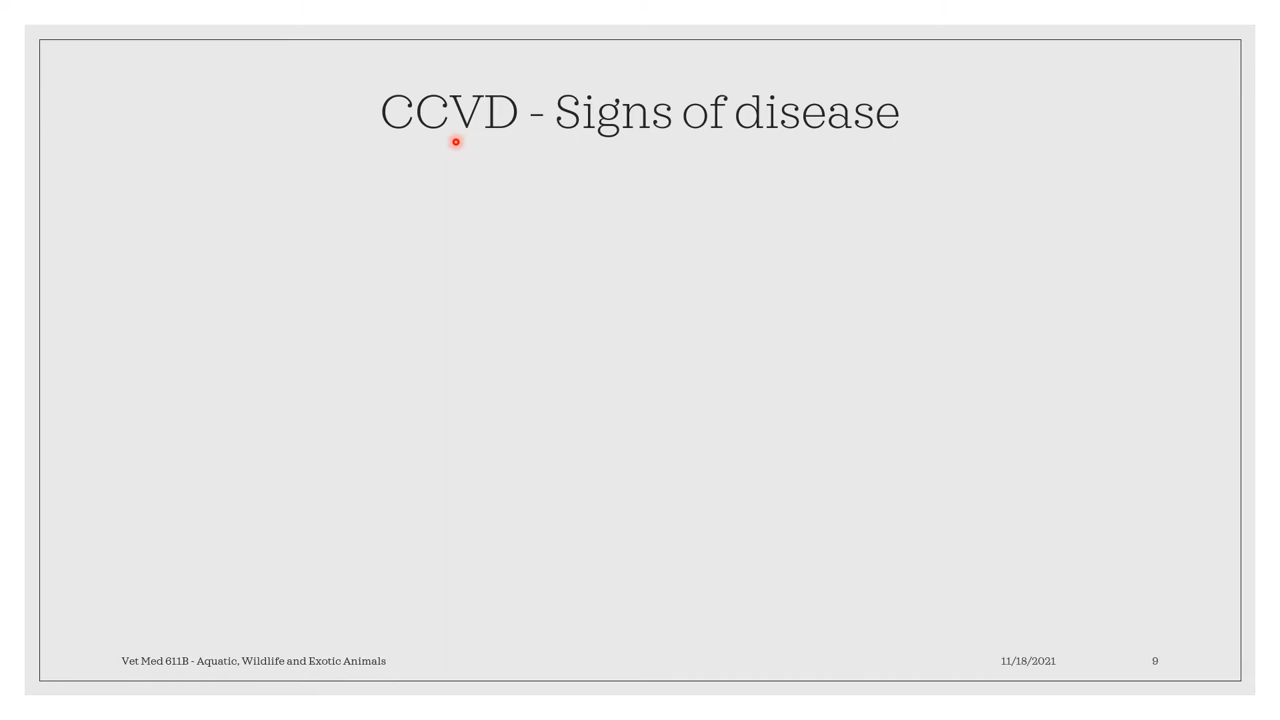 CCVD - Signs of disease
Vet Med 611B - Aquatic, Wildlife and Exotic Animals
11/18/2021
9